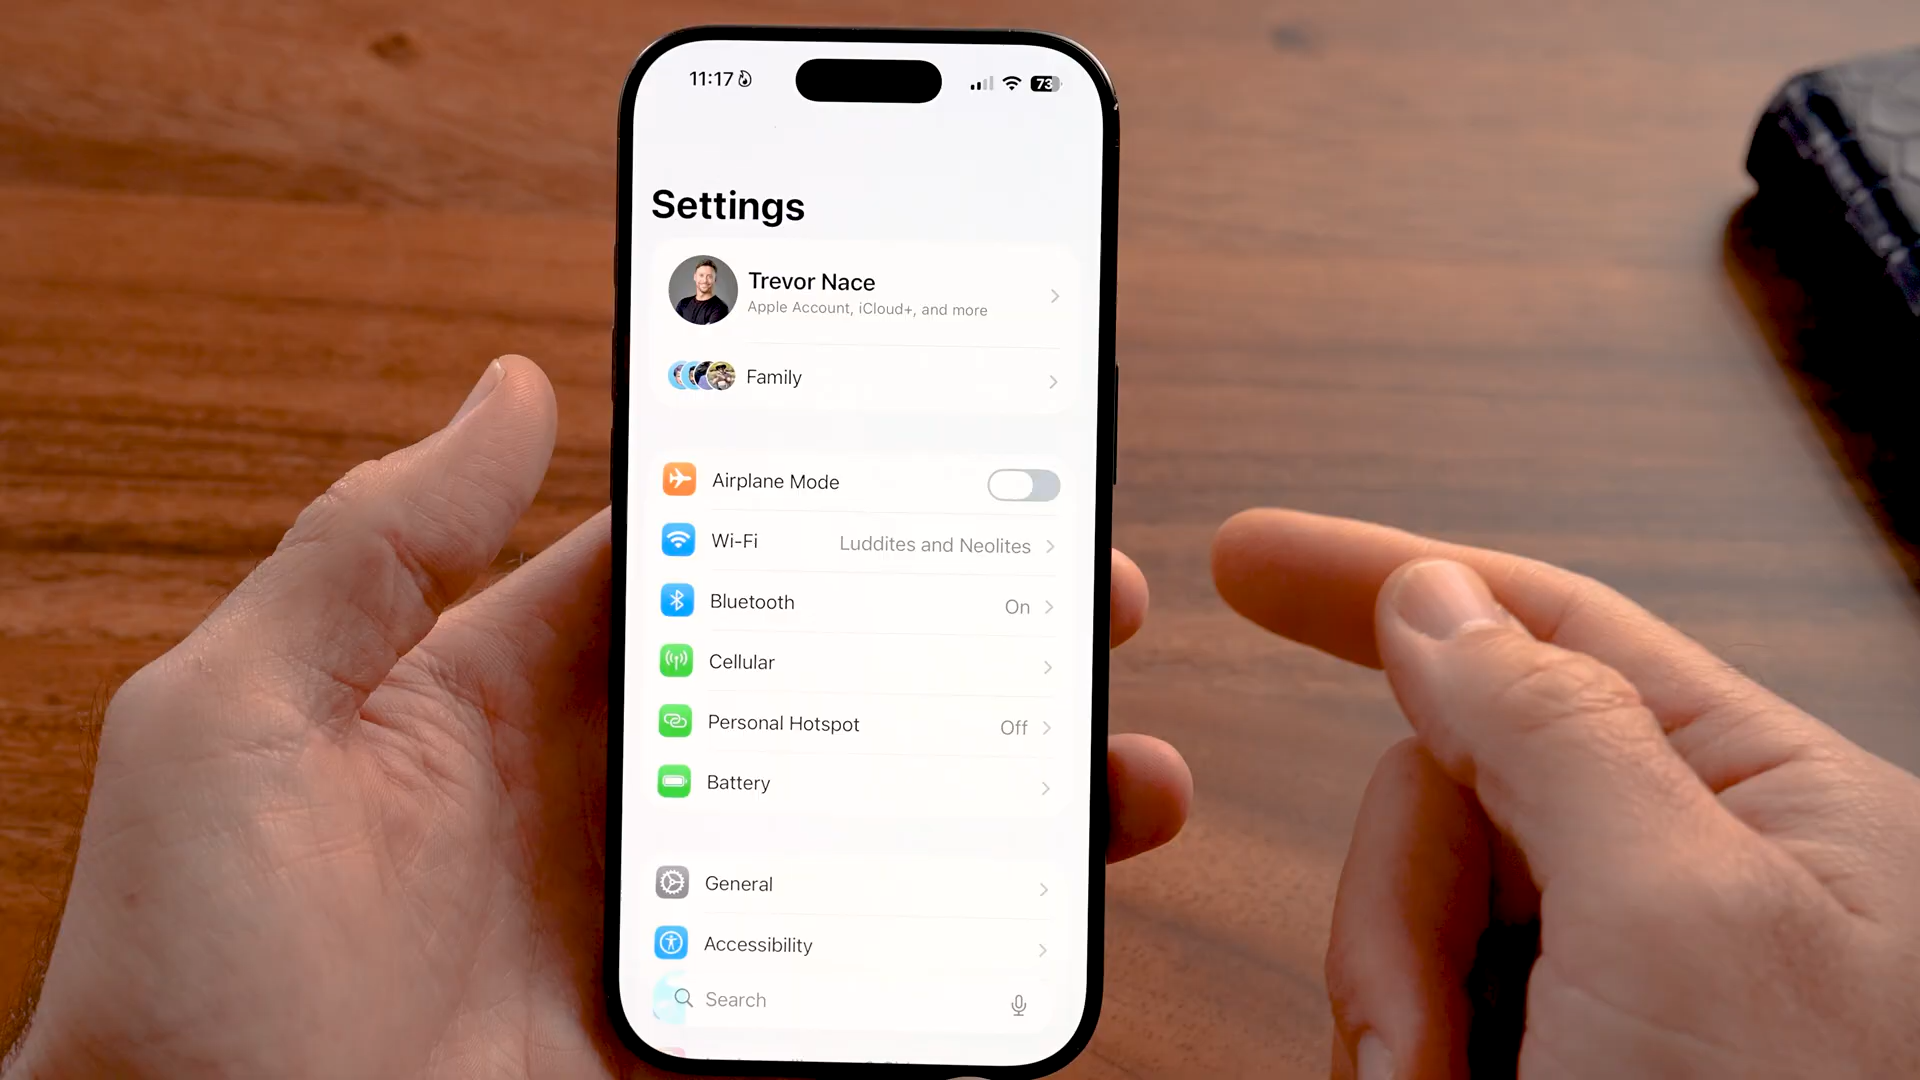 11:17
73
Settings
Trevor Nace
Apple Account, iCloud+, and more
Family
Airplane Mode
Wi-Fi Luddites and Neolites
Bluetooth On
Cellular
Personal Hotspot Off
Battery
General
Accessibility
Search